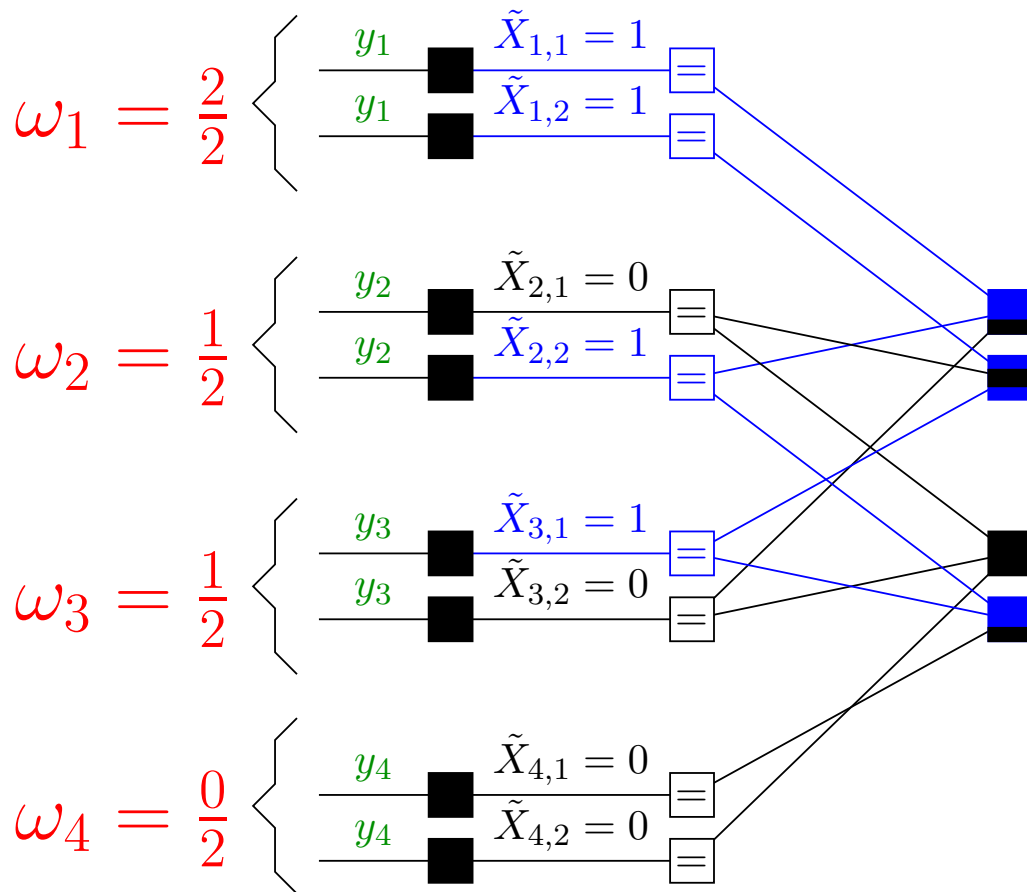 y₁ X̃₁,₁ = 1 =
ω₁ = 2/2
y₁ X̃₁,₂ = 1 =
y₂ X̃₂,₁ = 0 =
ω₂ = 1/2
y₂ X̃₂,₂ = 1 =
y₃ X̃₃,₁ = 1 =
ω₃ = 1/2
y₃ X̃₃,₂ = 0 =
y₄ X̃₄,₁ = 0 =
ω₄ = 0/2
y₄ X̃₄,₂ = 0 =